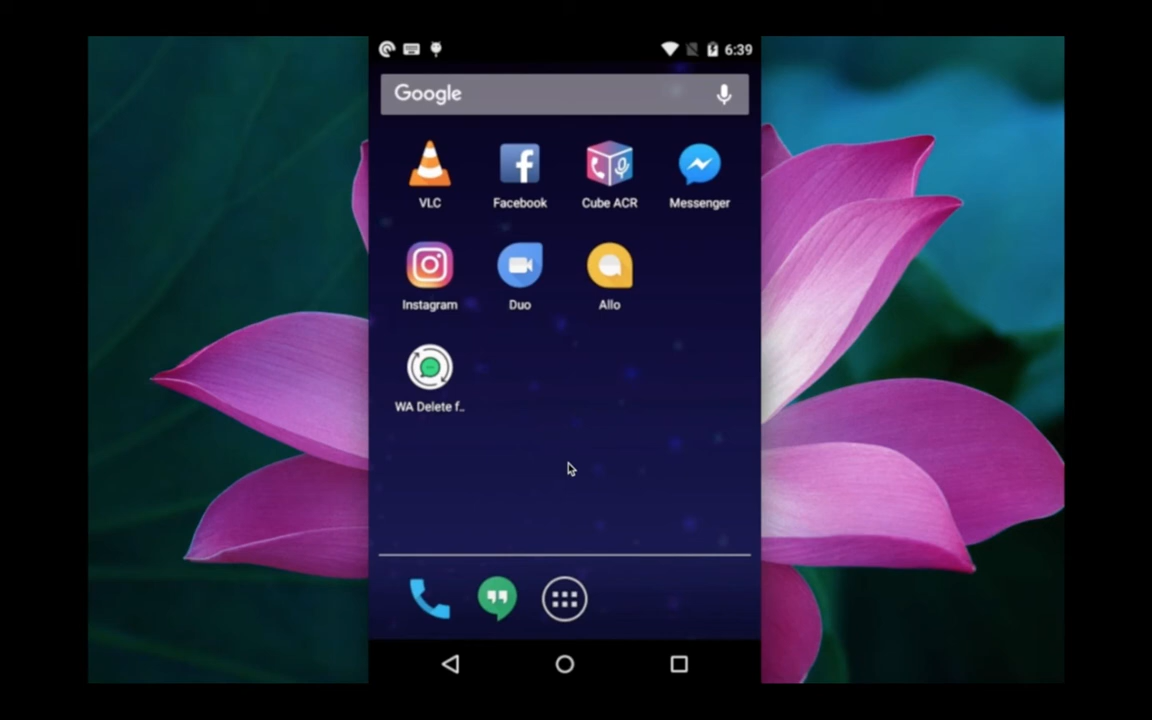 6:39
Google
VLC Facebook Cube ACR Messenger
Instagram Duo Allo
WA Delete f..